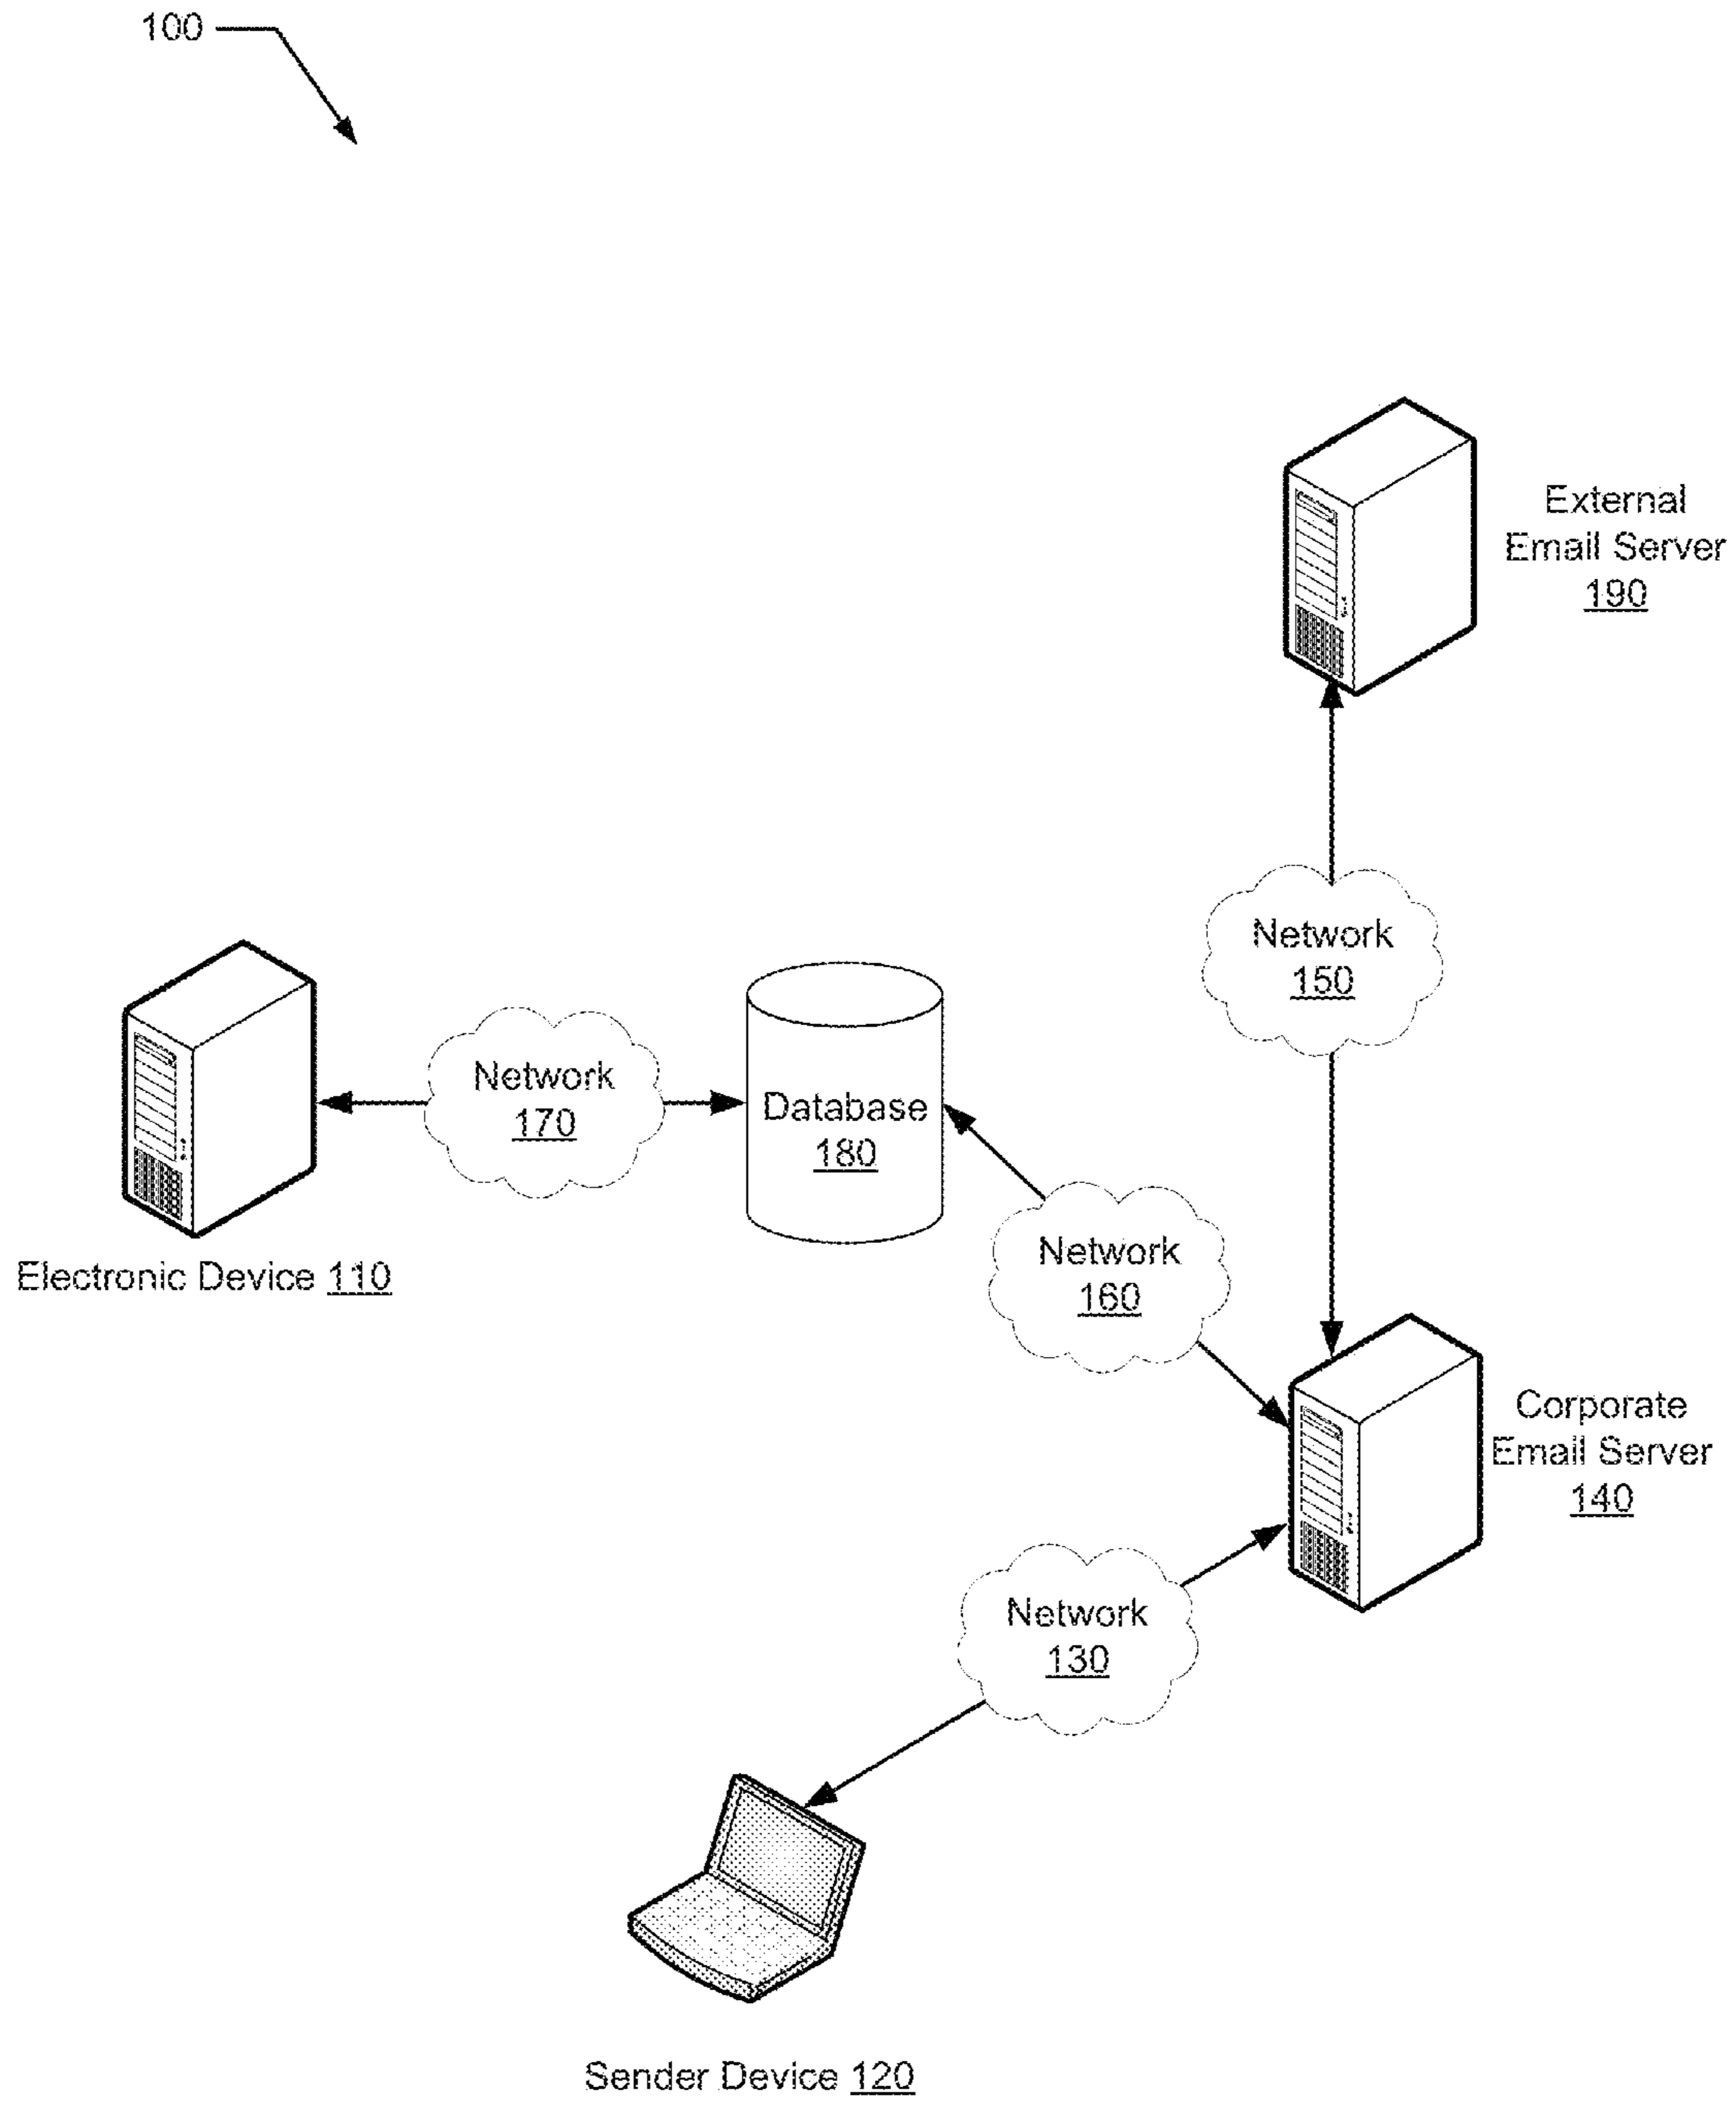 100
External
Email Server
190
Network
150
Network
170
Database
180
Electronic Device 110
Network
160
Corporate
Email Server
140
Network
130
Sender Device 120